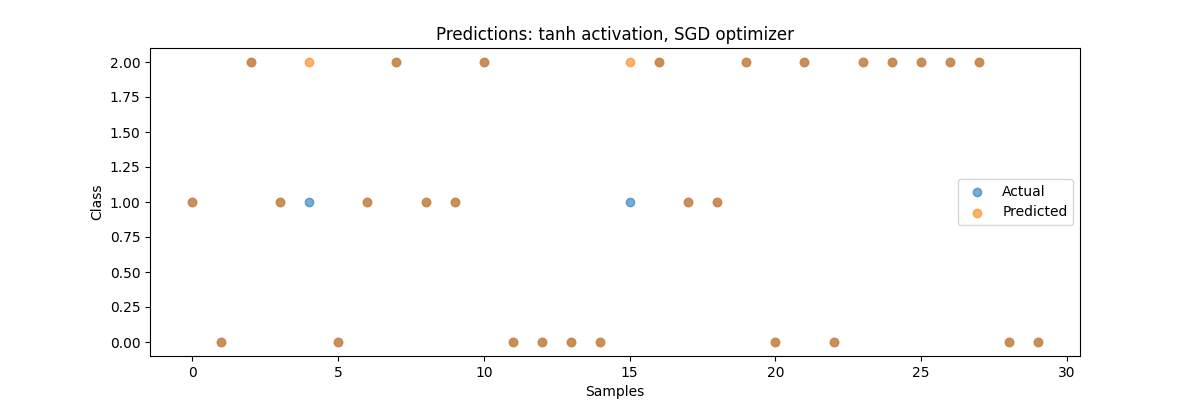 Predictions: tanh activation, SGD optimizer
2.00
1.75
1.50
1.25
1.00
0.75
0.50
0.25
0.00
Class
Actual
Predicted
0 5 10 15 20 25 30
Samples